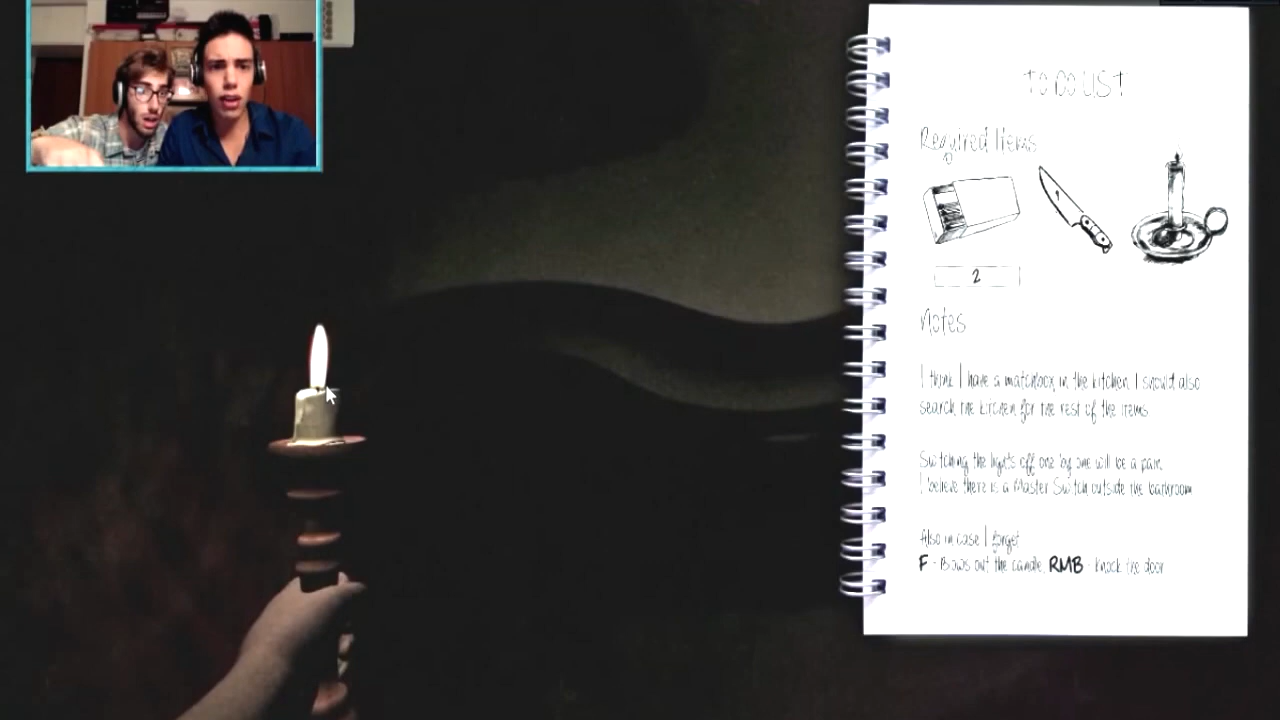 TO DO LIST
Required Items
2
Notes
I think I have a matchbox in the kitchen. I should also
search the kitchen for the rest of the items
Switching the lights off one by one will be a pain.
I believe there is a Master Switch outside the bathroom
Also in case I forget
F - Blows out the candle. RMB - Knock the door